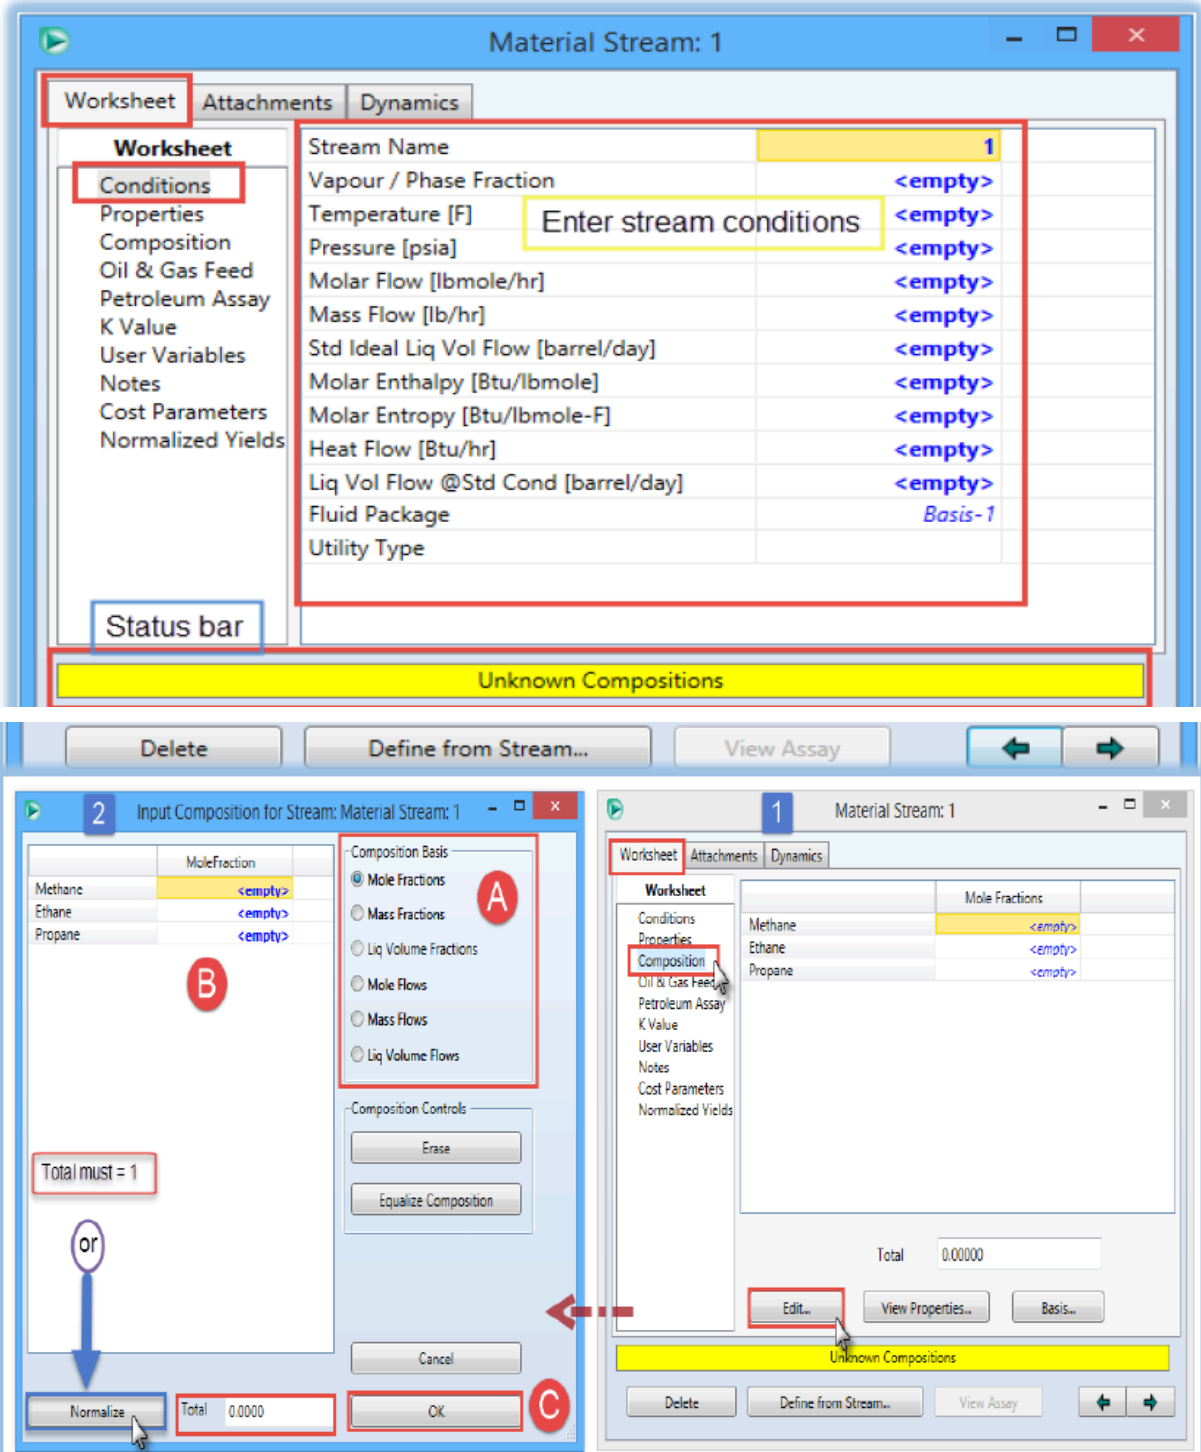 Material Stream: 1
Worksheet Attachments Dynamics
Worksheet
Conditions
Properties
Composition
Oil & Gas Feed
Petroleum Assay
K Value
User Variables
Notes
Cost Parameters
Normalized Yields
Stream Name 1
Vapour / Phase Fraction <empty>
Temperature [F] <empty>
Pressure [psia] <empty>
Molar Flow [lbmole/hr] <empty>
Mass Flow [lb/hr] <empty>
Std Ideal Liq Vol Flow [barrel/day] <empty>
Molar Enthalpy [Btu/lbmole] <empty>
Molar Entropy [Btu/lbmole-F] <empty>
Heat Flow [Btu/hr] <empty>
Liq Vol Flow @Std Cond [barrel/day] <empty>
Fluid Package Basis-1
Utility Type
Enter stream conditions
Status bar
Unknown Compositions
Delete Define from Stream... View Assay
2 Input Composition for Stream: Material Stream: 1
MoleFraction
Methane <empty>
Ethane <empty>
Propane <empty>
B
Total must = 1
or
Normalize Total 0.0000
Composition Basis
Mole Fractions
Mass Fractions
Liq Volume Fractions
Mole Flows
Mass Flows
Liq Volume Flows
A
Composition Controls
Erase
Equalize Composition
Cancel
OK
C
1 Material Stream: 1
Worksheet Attachments Dynamics
Worksheet
Conditions
Properties
Composition
Oil & Gas Feed
Petroleum Assay
K Value
User Variables
Notes
Cost Parameters
Normalized Yields
Mole Fractions
Methane <empty>
Ethane <empty>
Propane <empty>
Total 0.00000
Edit... View Properties... Basis...
Unknown Compositions
Delete Define from Stream... View Assay